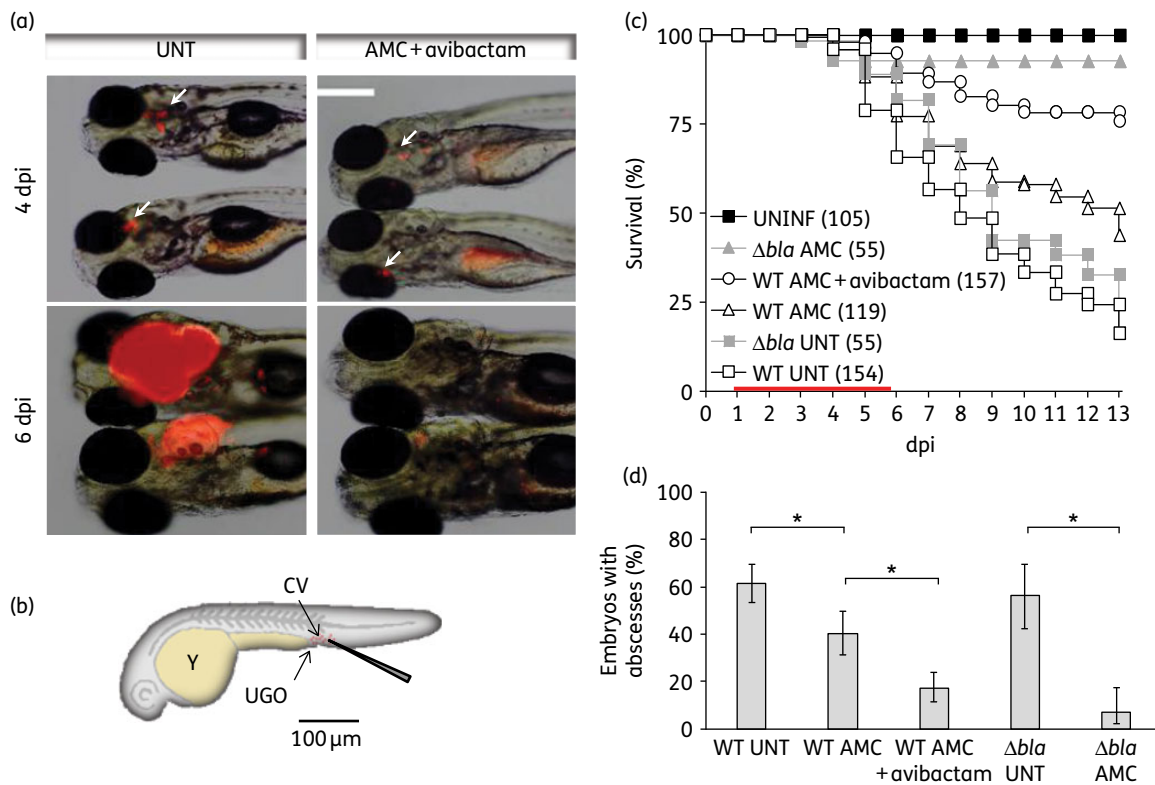 (a)
UNT
AMC + avibactam
4 dpi
6 dpi
(b)
CV
Y
UGO
100 µm
(c)
100
75
50
25
0
Survival (%)
UNINF (105)
Δbla AMC (55)
WT AMC + avibactam (157)
WT AMC (119)
Δbla UNT (55)
WT UNT (154)
0 1 2 3 4 5 6 7 8 9 10 11 12 13
dpi
(d)
100
80
60
40
20
0
Embryos with
abscesses (%)
*
*
*
WT UNT
WT AMC
WT AMC
+ avibactam
Δbla
UNT
Δbla
AMC